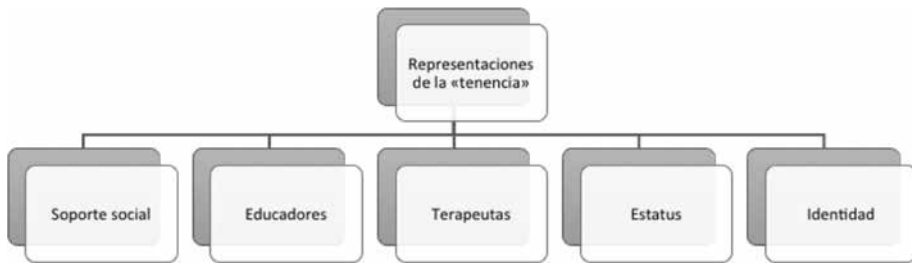 Representaciones
de la «tenencia»
Soporte social
Educadores
Terapeutas
Estatus
Identidad